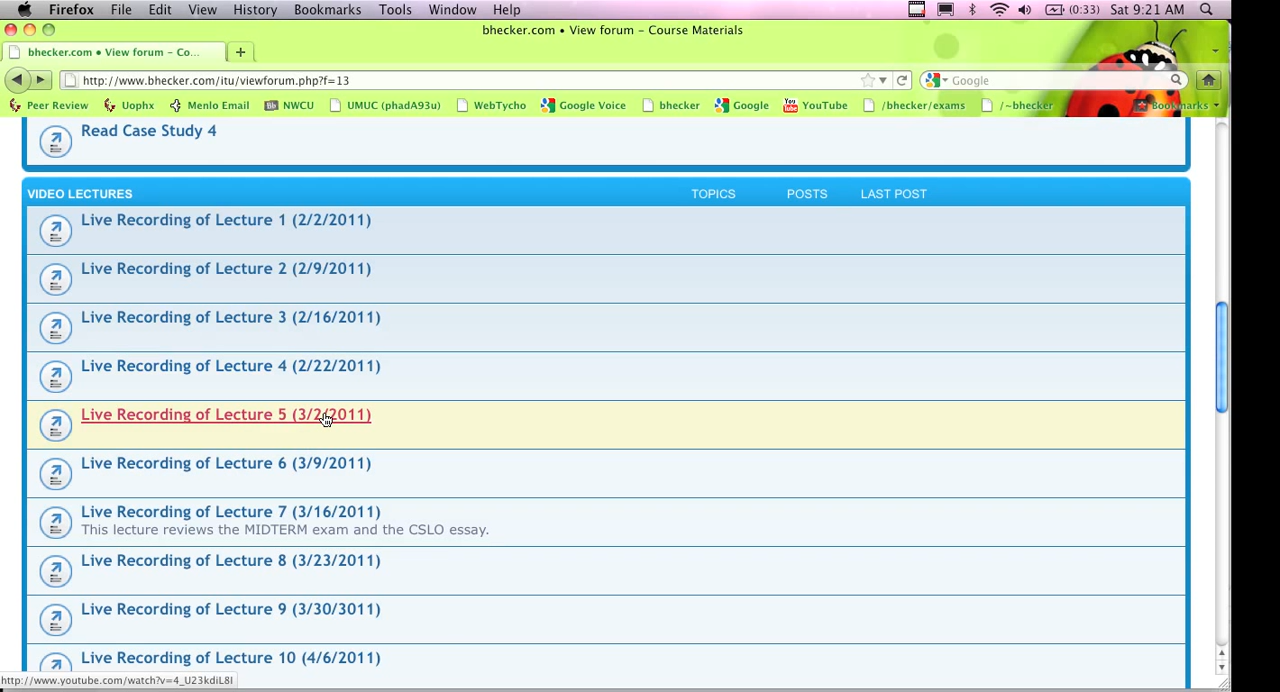 Firefox File Edit View History Bookmarks Tools Window Help (0:33) Sat 9:21 AM
bhecker.com • View forum – Course Materials
bhecker.com • View forum – Co... +
http://www.bhecker.com/itu/viewforum.php?f=13 Google
Peer Review Uophx Menlo Email NWCU UMUC (phadA93u) WebTycho Google Voice bhecker Google YouTube /bhecker/exams /~bhecker Bookmarks
Read Case Study 4
VIDEO LECTURES TOPICS POSTS LAST POST
Live Recording of Lecture 1 (2/2/2011)
Live Recording of Lecture 2 (2/9/2011)
Live Recording of Lecture 3 (2/16/2011)
Live Recording of Lecture 4 (2/22/2011)
Live Recording of Lecture 5 (3/2/2011)
Live Recording of Lecture 6 (3/9/2011)
Live Recording of Lecture 7 (3/16/2011)
This lecture reviews the MIDTERM exam and the CSLO essay.
Live Recording of Lecture 8 (3/23/2011)
Live Recording of Lecture 9 (3/30/3011)
Live Recording of Lecture 10 (4/6/2011)
http://www.youtube.com/watch?v=4_U23kdiL8I